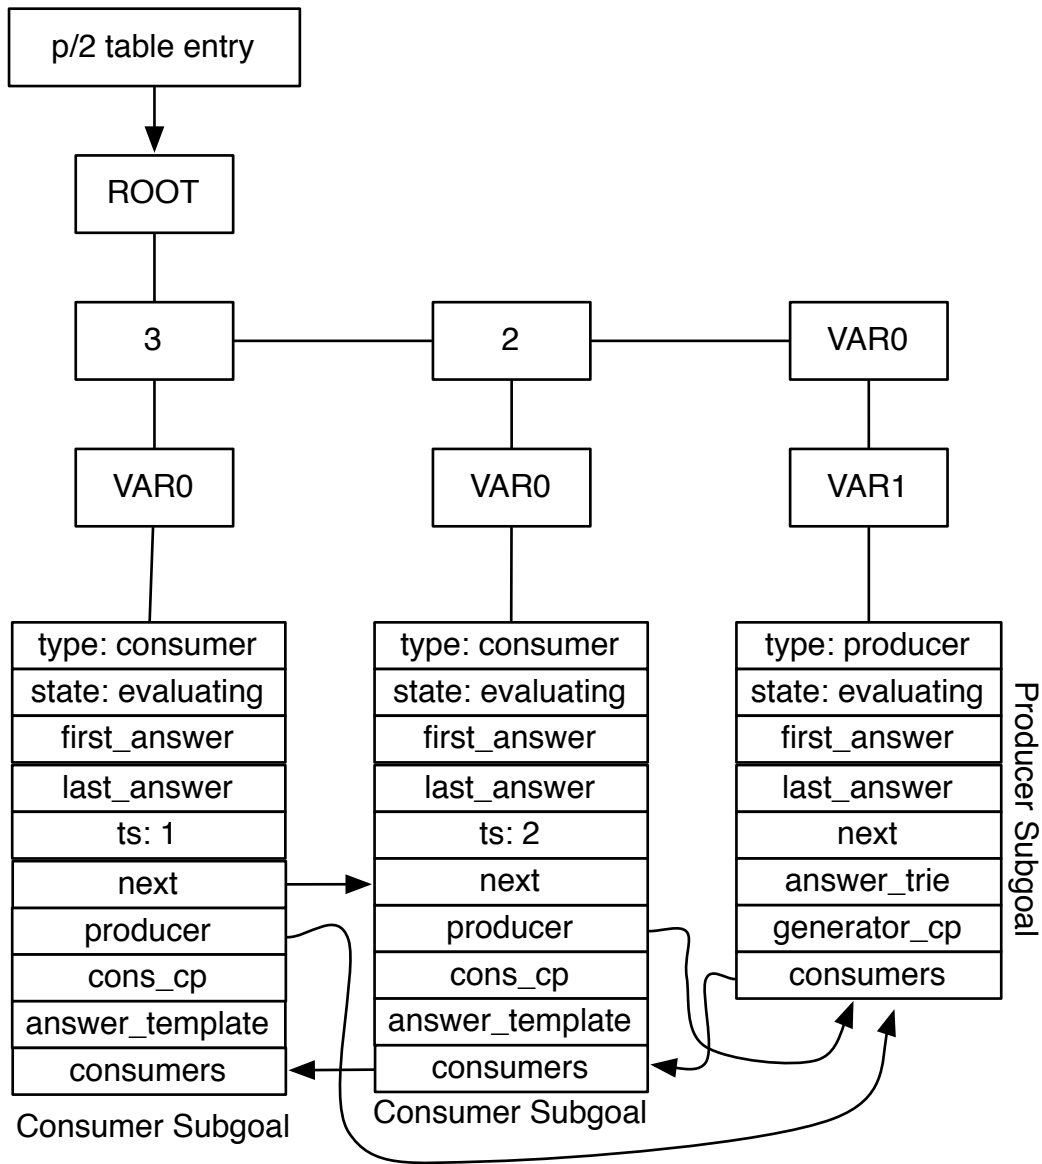 p/2 table entry
ROOT
3
2
VAR0
VAR0
VAR0
VAR1
type: consumer
state: evaluating
first_answer
last_answer
ts: 1
next
producer
cons_cp
answer_template
consumers
Consumer Subgoal
type: consumer
state: evaluating
first_answer
last_answer
ts: 2
next
producer
cons_cp
answer_template
consumers
Consumer Subgoal
type: producer
state: evaluating
first_answer
last_answer
next
answer_trie
generator_cp
consumers
Producer Subgoal